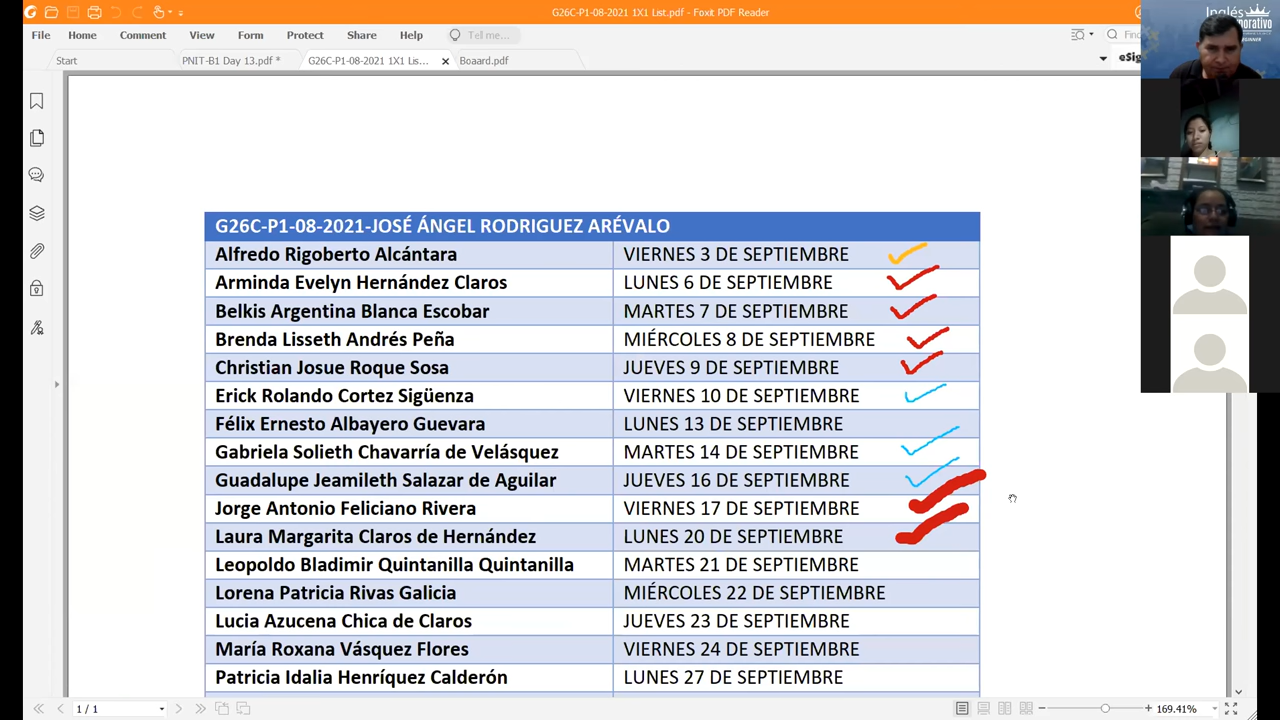 G26C-P1-08-2021 1X1 List.pdf - Foxit PDF Reader
File Home Comment View Form Protect Share Help Tell me...
Start PNIT-B1 Day 13.pdf * G26C-P1-08-2021 1X1 Lis... Boaard.pdf
Inglés
BEGINNER
G26C-P1-08-2021-JOSÉ ÁNGEL RODRIGUEZ ARÉVALO
Alfredo Rigoberto Alcántara VIERNES 3 DE SEPTIEMBRE
Arminda Evelyn Hernández Claros LUNES 6 DE SEPTIEMBRE
Belkis Argentina Blanca Escobar MARTES 7 DE SEPTIEMBRE
Brenda Lisseth Andrés Peña MIÉRCOLES 8 DE SEPTIEMBRE
Christian Josue Roque Sosa JUEVES 9 DE SEPTIEMBRE
Erick Rolando Cortez Sigüenza VIERNES 10 DE SEPTIEMBRE
Félix Ernesto Albayero Guevara LUNES 13 DE SEPTIEMBRE
Gabriela Solieth Chavarría de Velásquez MARTES 14 DE SEPTIEMBRE
Guadalupe Jeamileth Salazar de Aguilar JUEVES 16 DE SEPTIEMBRE
Jorge Antonio Feliciano Rivera VIERNES 17 DE SEPTIEMBRE
Laura Margarita Claros de Hernández LUNES 20 DE SEPTIEMBRE
Leopoldo Bladimir Quintanilla Quintanilla MARTES 21 DE SEPTIEMBRE
Lorena Patricia Rivas Galicia MIÉRCOLES 22 DE SEPTIEMBRE
Lucia Azucena Chica de Claros JUEVES 23 DE SEPTIEMBRE
María Roxana Vásquez Flores VIERNES 24 DE SEPTIEMBRE
Patricia Idalia Henríquez Calderón LUNES 27 DE SEPTIEMBRE
1 / 1 169.41%